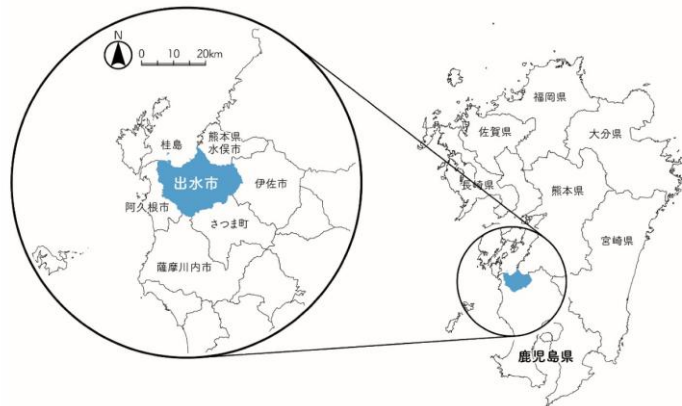 N
0 10 20km
桂島
熊本県
水俣市
出水市
伊佐市
阿久根市
さつま町
薩摩川内市
福岡県
佐賀県
大分県
長崎県
熊本県
宮崎県
鹿児島県